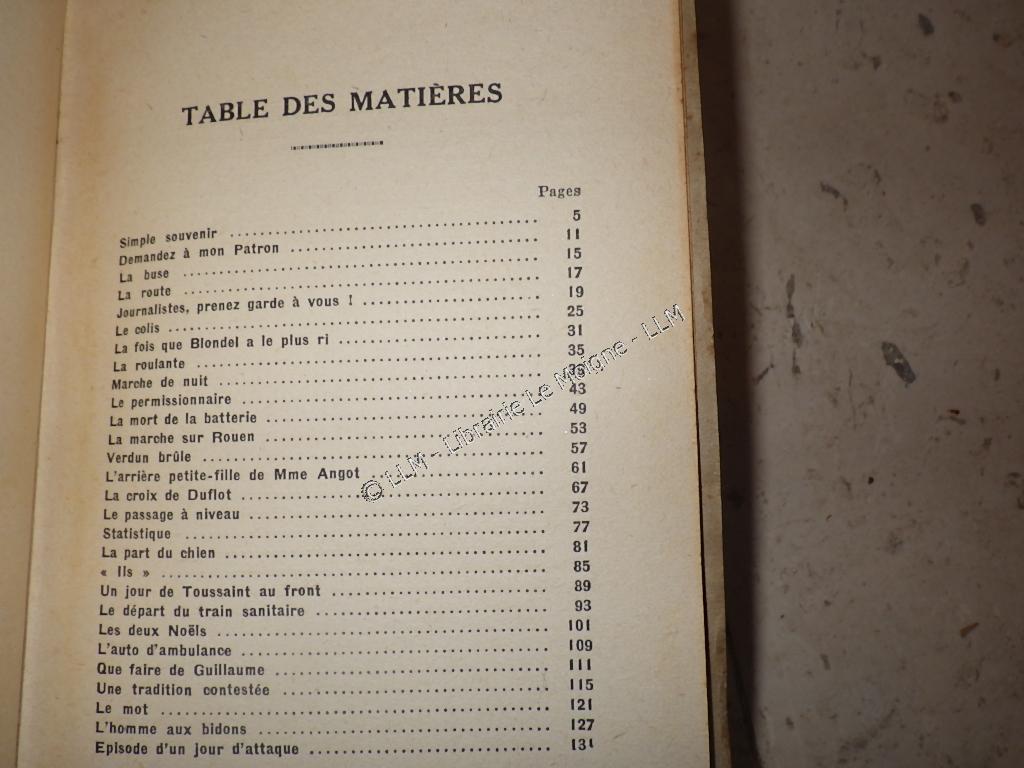 TABLE DES MATIÈRES
Pages
Simple souvenir 5
Demandez à mon Patron 11
La buse 15
La route 17
Journalistes, prenez garde à vous ! 19
Le colis 25
La fois que Blondel a le plus ri 31
La roulante 35
Marche de nuit
Le permissionnaire 43
La mort de la batterie 49
La marche sur Rouen 53
Verdun brûle 57
L'arrière petite-fille de Mme Angot 61
La croix de Duflot 67
Le passage à niveau 73
Statistique 77
La part du chien 81
« Ils » 85
Un jour de Toussaint au front 89
Le départ du train sanitaire 93
Les deux Noëls 101
L'auto d'ambulance 109
Que faire de Guillaume 111
Une tradition contestée 115
Le mot 121
L'homme aux bidons 127
Episode d'un jour d'attaque 131
© LLM - Librairie Le Moigne - LLM